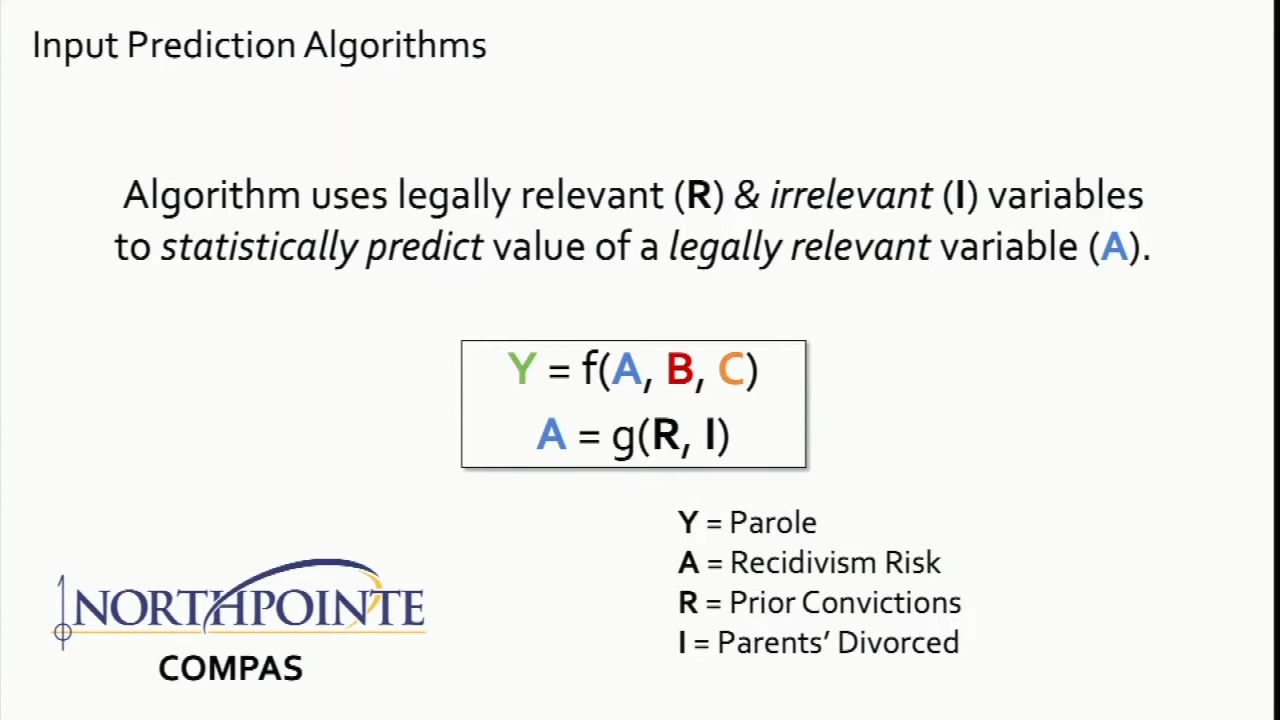 Input Prediction Algorithms
Algorithm uses legally relevant (R) & irrelevant (I) variables
to statistically predict value of a legally relevant variable (A).
Y = f(A, B, C)
A = g(R, I)
Y = Parole
A = Recidivism Risk
R = Prior Convictions
I = Parents’ Divorced
NORTHPOINTE
COMPAS